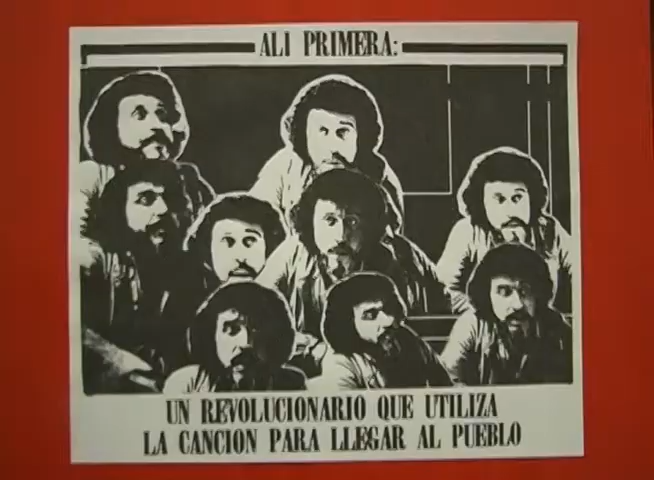 ALI PRIMERA:
UN REVOLUCIONARIO QUE UTILIZA
LA CANCION PARA LLEGAR AL PUEBLO